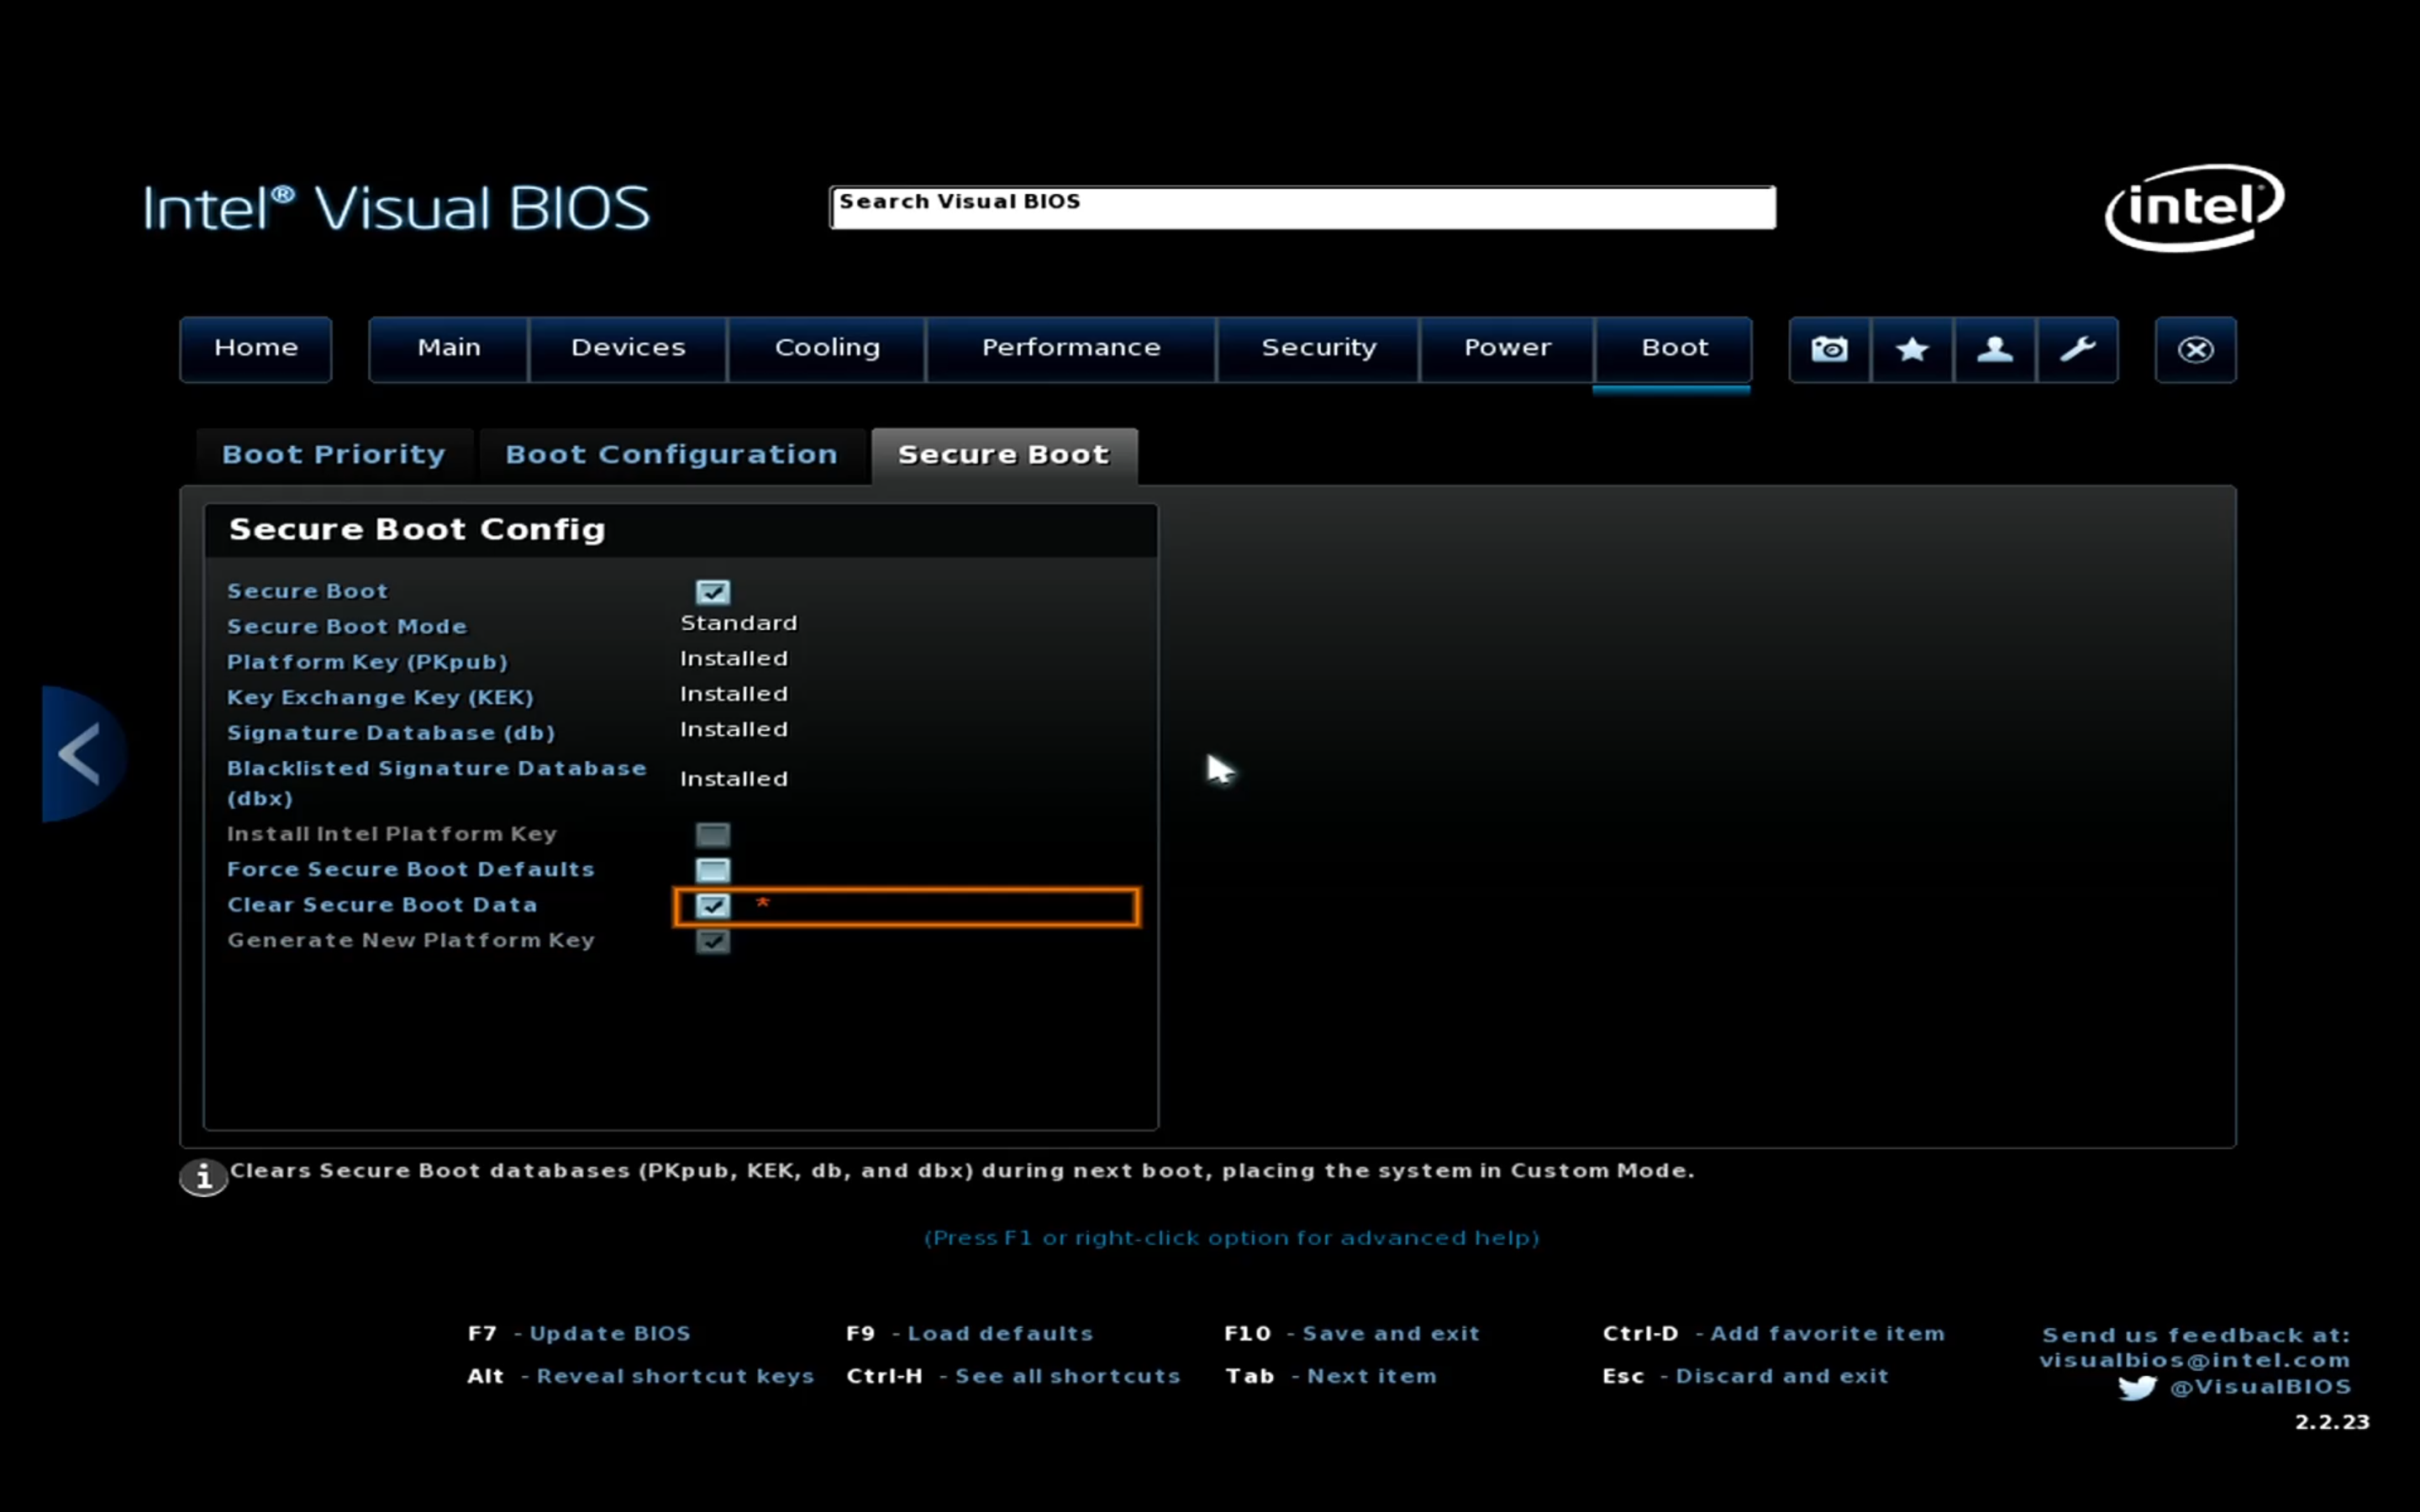 Intel® Visual BIOS
Search Visual BIOS
intel
Home Main Devices Cooling Performance Security Power Boot
Boot Priority Boot Configuration Secure Boot
Secure Boot Config
Secure Boot
Secure Boot Mode Standard
Platform Key (PKpub) Installed
Key Exchange Key (KEK) Installed
Signature Database (db) Installed
Blacklisted Signature Database
(dbx) Installed
Install Intel Platform Key
Force Secure Boot Defaults
Clear Secure Boot Data *
Generate New Platform Key
Clears Secure Boot databases (PKpub, KEK, db, and dbx) during next boot, placing the system in Custom Mode.
(Press F1 or right-click option for advanced help)
F7 - Update BIOS F9 - Load defaults F10 - Save and exit Ctrl-D - Add favorite item
Alt - Reveal shortcut keys Ctrl-H - See all shortcuts Tab - Next item Esc - Discard and exit
Send us feedback at:
visualbios@intel.com
@VisualBIOS
2.2.23